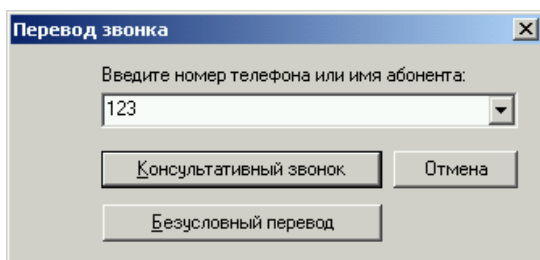 Перевод звонка
Введите номер телефона или имя абонента:
123
Консультативный звонок
Отмена
Безусловный перевод